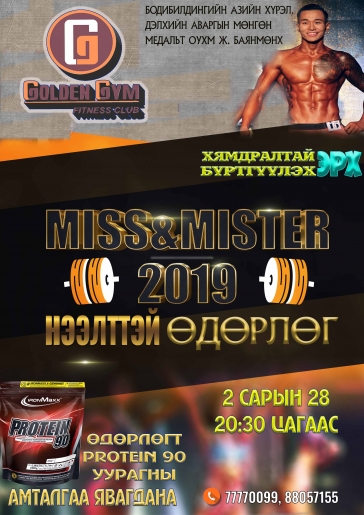 БОДИБИЛДИНГИЙН АЗИЙН ХҮРЭЛ,
ДЭЛХИЙН АВАРГЫН МӨНГӨН
МЕДАЛЬТ ОУХМ Ж. БАЯНМӨНХ
G
GOLDEN GYM
FITNESS CLUB
ХЯМДРАЛТАЙ
БҮРТГҮҮЛЭХ ЭРХ
MISS&MISTER
2019
НЭЭЛТТЭЙ ӨДӨРЛӨГ
2 САРЫН 28
20:30 ЦАГААС
IRONMAXX
PROTEIN
90
ӨДӨРЛӨГТ
PROTEIN 90
УУРАГНЫ
АМТАЛГАА ЯВАГДАНА
77770099, 88057155